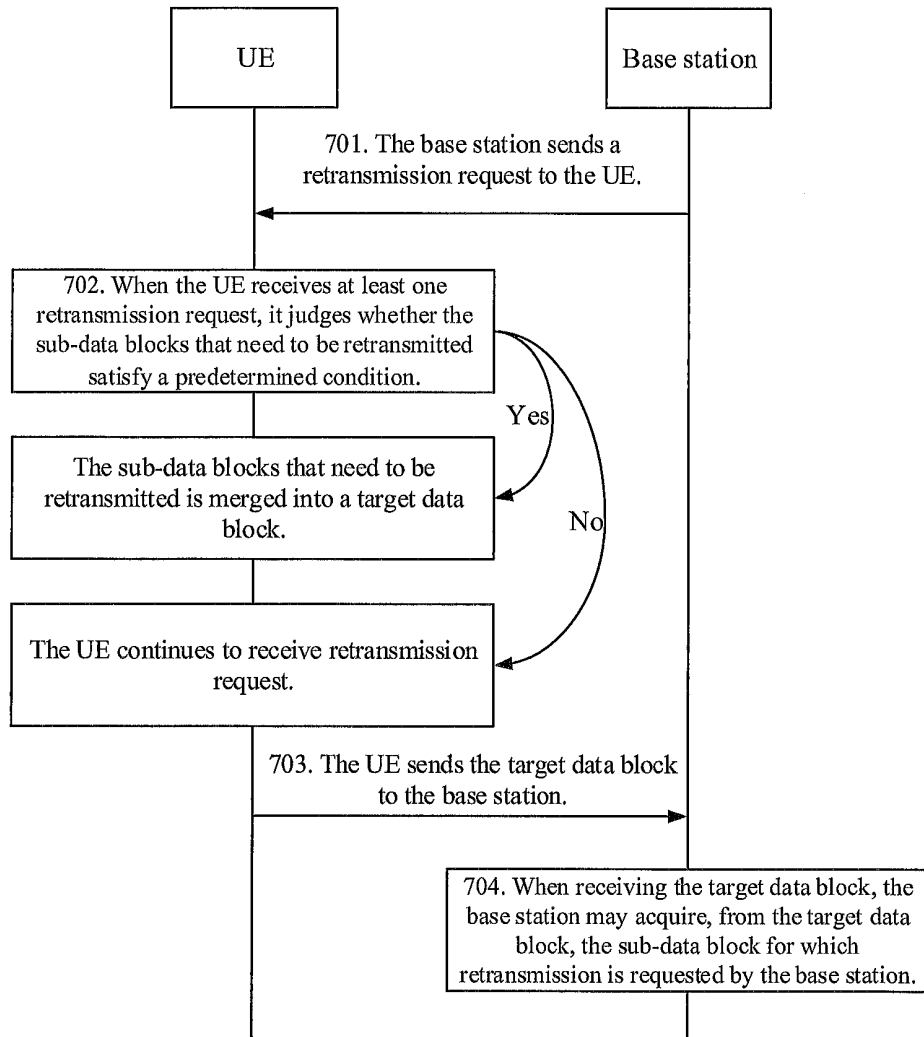 UE
Base station
701. The base station sends a
retransmission request to the UE.
702. When the UE receives at least one
retransmission request, it judges whether the
sub-data blocks that need to be retransmitted
satisfy a predetermined condition.
Yes
The sub-data blocks that need to be
retransmitted is merged into a target data
block.
No
The UE continues to receive retransmission
request.
703. The UE sends the target data block
to the base station.
704. When receiving the target data block, the
base station may acquire, from the target data
block, the sub-data block for which
retransmission is requested by the base station.